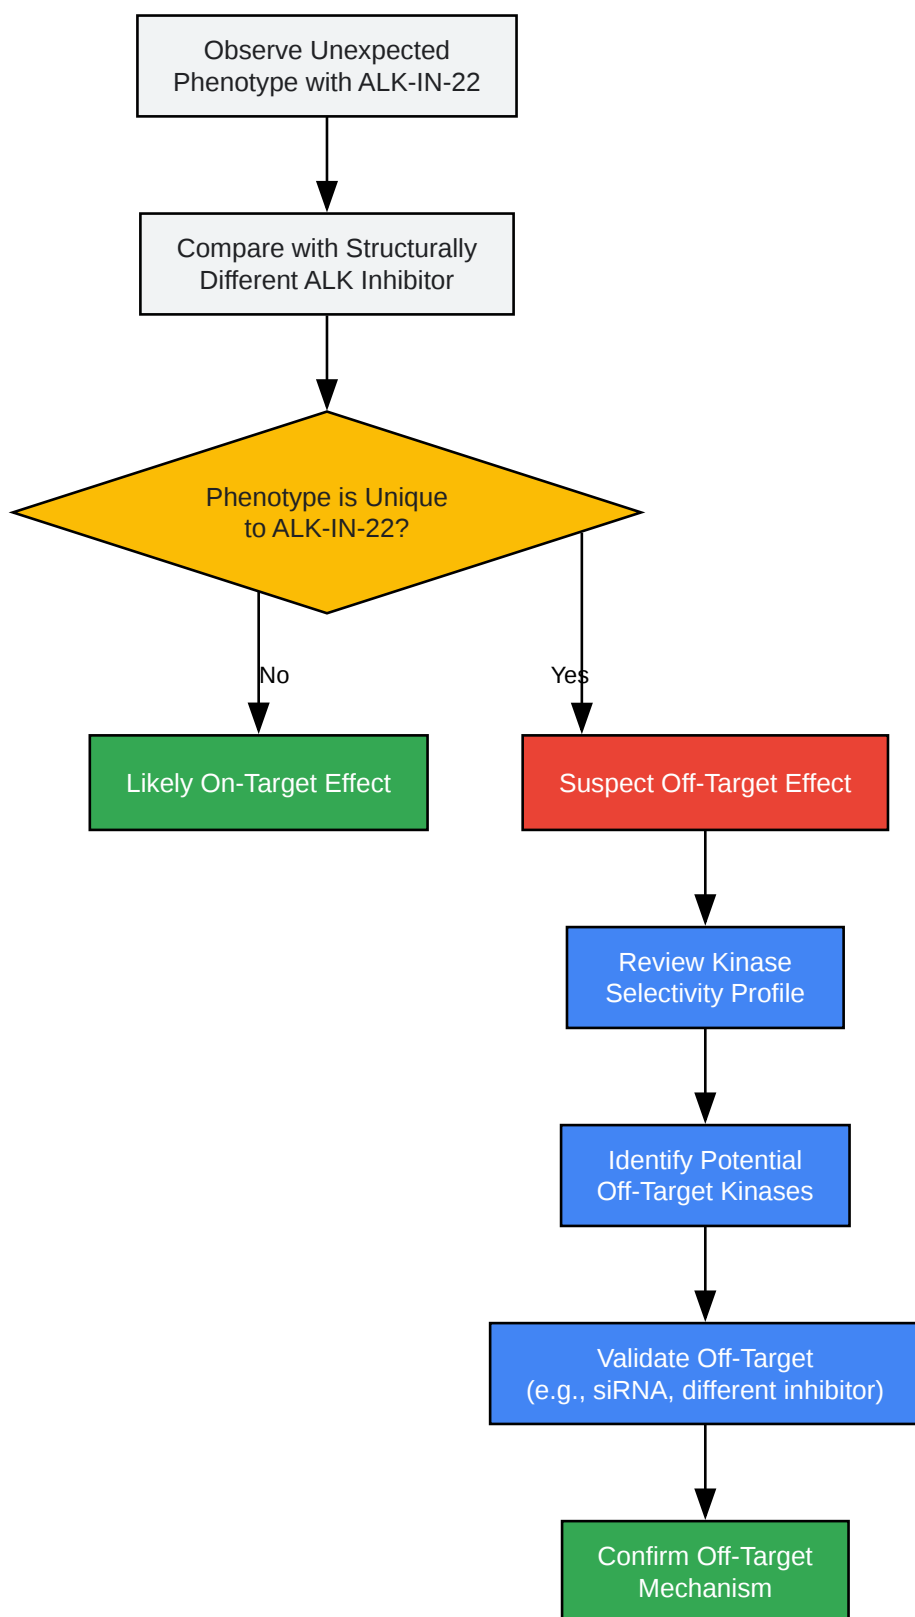 Observe Unexpected
Phenotype with ALK-IN-22
Compare with Structurally
Different ALK Inhibitor
Phenotype is Unique
to ALK-IN-22?
No
Yes
Likely On-Target Effect
Suspect Off-Target Effect
Review Kinase
Selectivity Profile
Identify Potential
Off-Target Kinases
Validate Off-Target
(e.g., siRNA, different inhibitor)
Confirm Off-Target
Mechanism